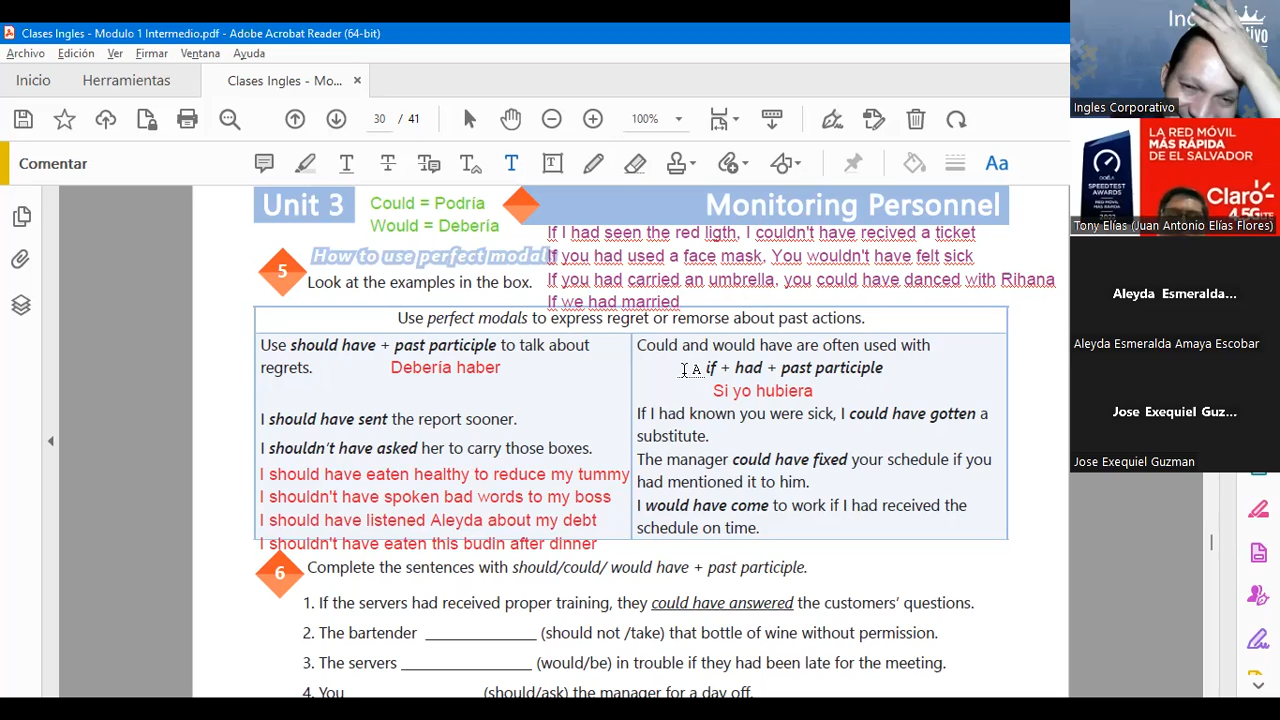 Clases Ingles - Modulo 1 Intermedio.pdf - Adobe Acrobat Reader (64-bit)
Archivo Edición Ver Firmar Ventana Ayuda
Inicio Herramientas Clases Ingles - Mo... ×
30 / 41 100%
Comentar
Aa
Unit 3
Could = Podría
Would = Debería
Monitoring Personnel
If I had seen the red ligth, I couldn't have recived a ticket
If you had used a face mask, You wouldn't have felt sick
If you had carried an umbrella, you could have danced with Rihana
If we had married
5
How to use perfect modal
Look at the examples in the box.
Use perfect modals to express regret or remorse about past actions.
Use should have + past participle to talk about
regrets.
Debería haber
I should have sent the report sooner.
I shouldn't have asked her to carry those boxes.
I should have eaten healthy to reduce my tummy
I shouldn't have spoken bad words to my boss
I should have listened Aleyda about my debt
I shouldn't have eaten this budin after dinner
Could and would have are often used with
if + had + past participle
Si yo hubiera
If I had known you were sick, I could have gotten a
substitute.
The manager could have fixed your schedule if you
had mentioned it to him.
I would have come to work if I had received the
schedule on time.
6
Complete the sentences with should/could/ would have + past participle.
1. If the servers had received proper training, they could have answered the customers' questions.
2. The bartender ______________ (should not /take) that bottle of wine without permission.
3. The servers ________________ (would/be) in trouble if they had been late for the meeting.
4. You (should/ask) the manager for a day off.
Ingles Corporativo
LA RED MÓVIL
MÁS RÁPIDA
DE EL SALVADOR
SPEEDTEST
AWARDS
Claro
4.5G
Tony Elías (Juan Antonio Elías Flores)
Aleyda Esmeralda...
Aleyda Esmeralda Amaya Escobar
Jose Exequiel Guz...
Jose Exequiel Guzman